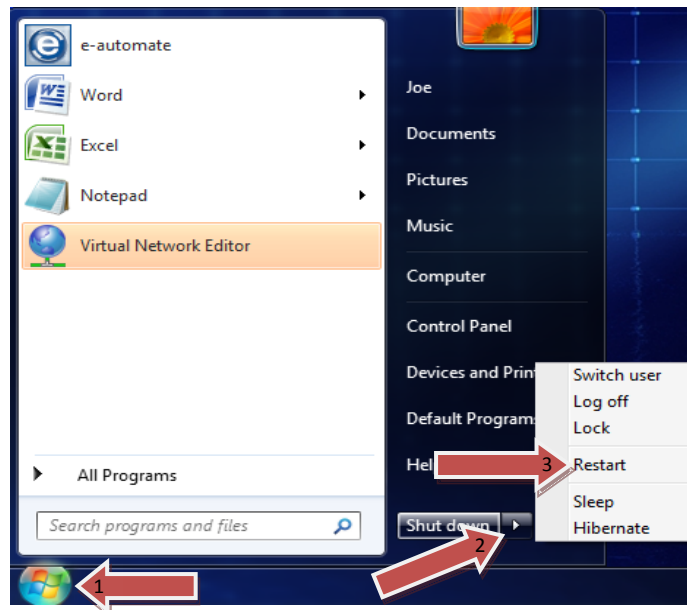 e-automate
Word
Excel
Notepad
Virtual Network Editor
All Programs
Search programs and files
Joe
Documents
Pictures
Music
Computer
Control Panel
Devices and Prin
Default Program
Hel
Shut down
Switch user
Log off
Lock
3 Restart
Sleep
Hibernate
2
1